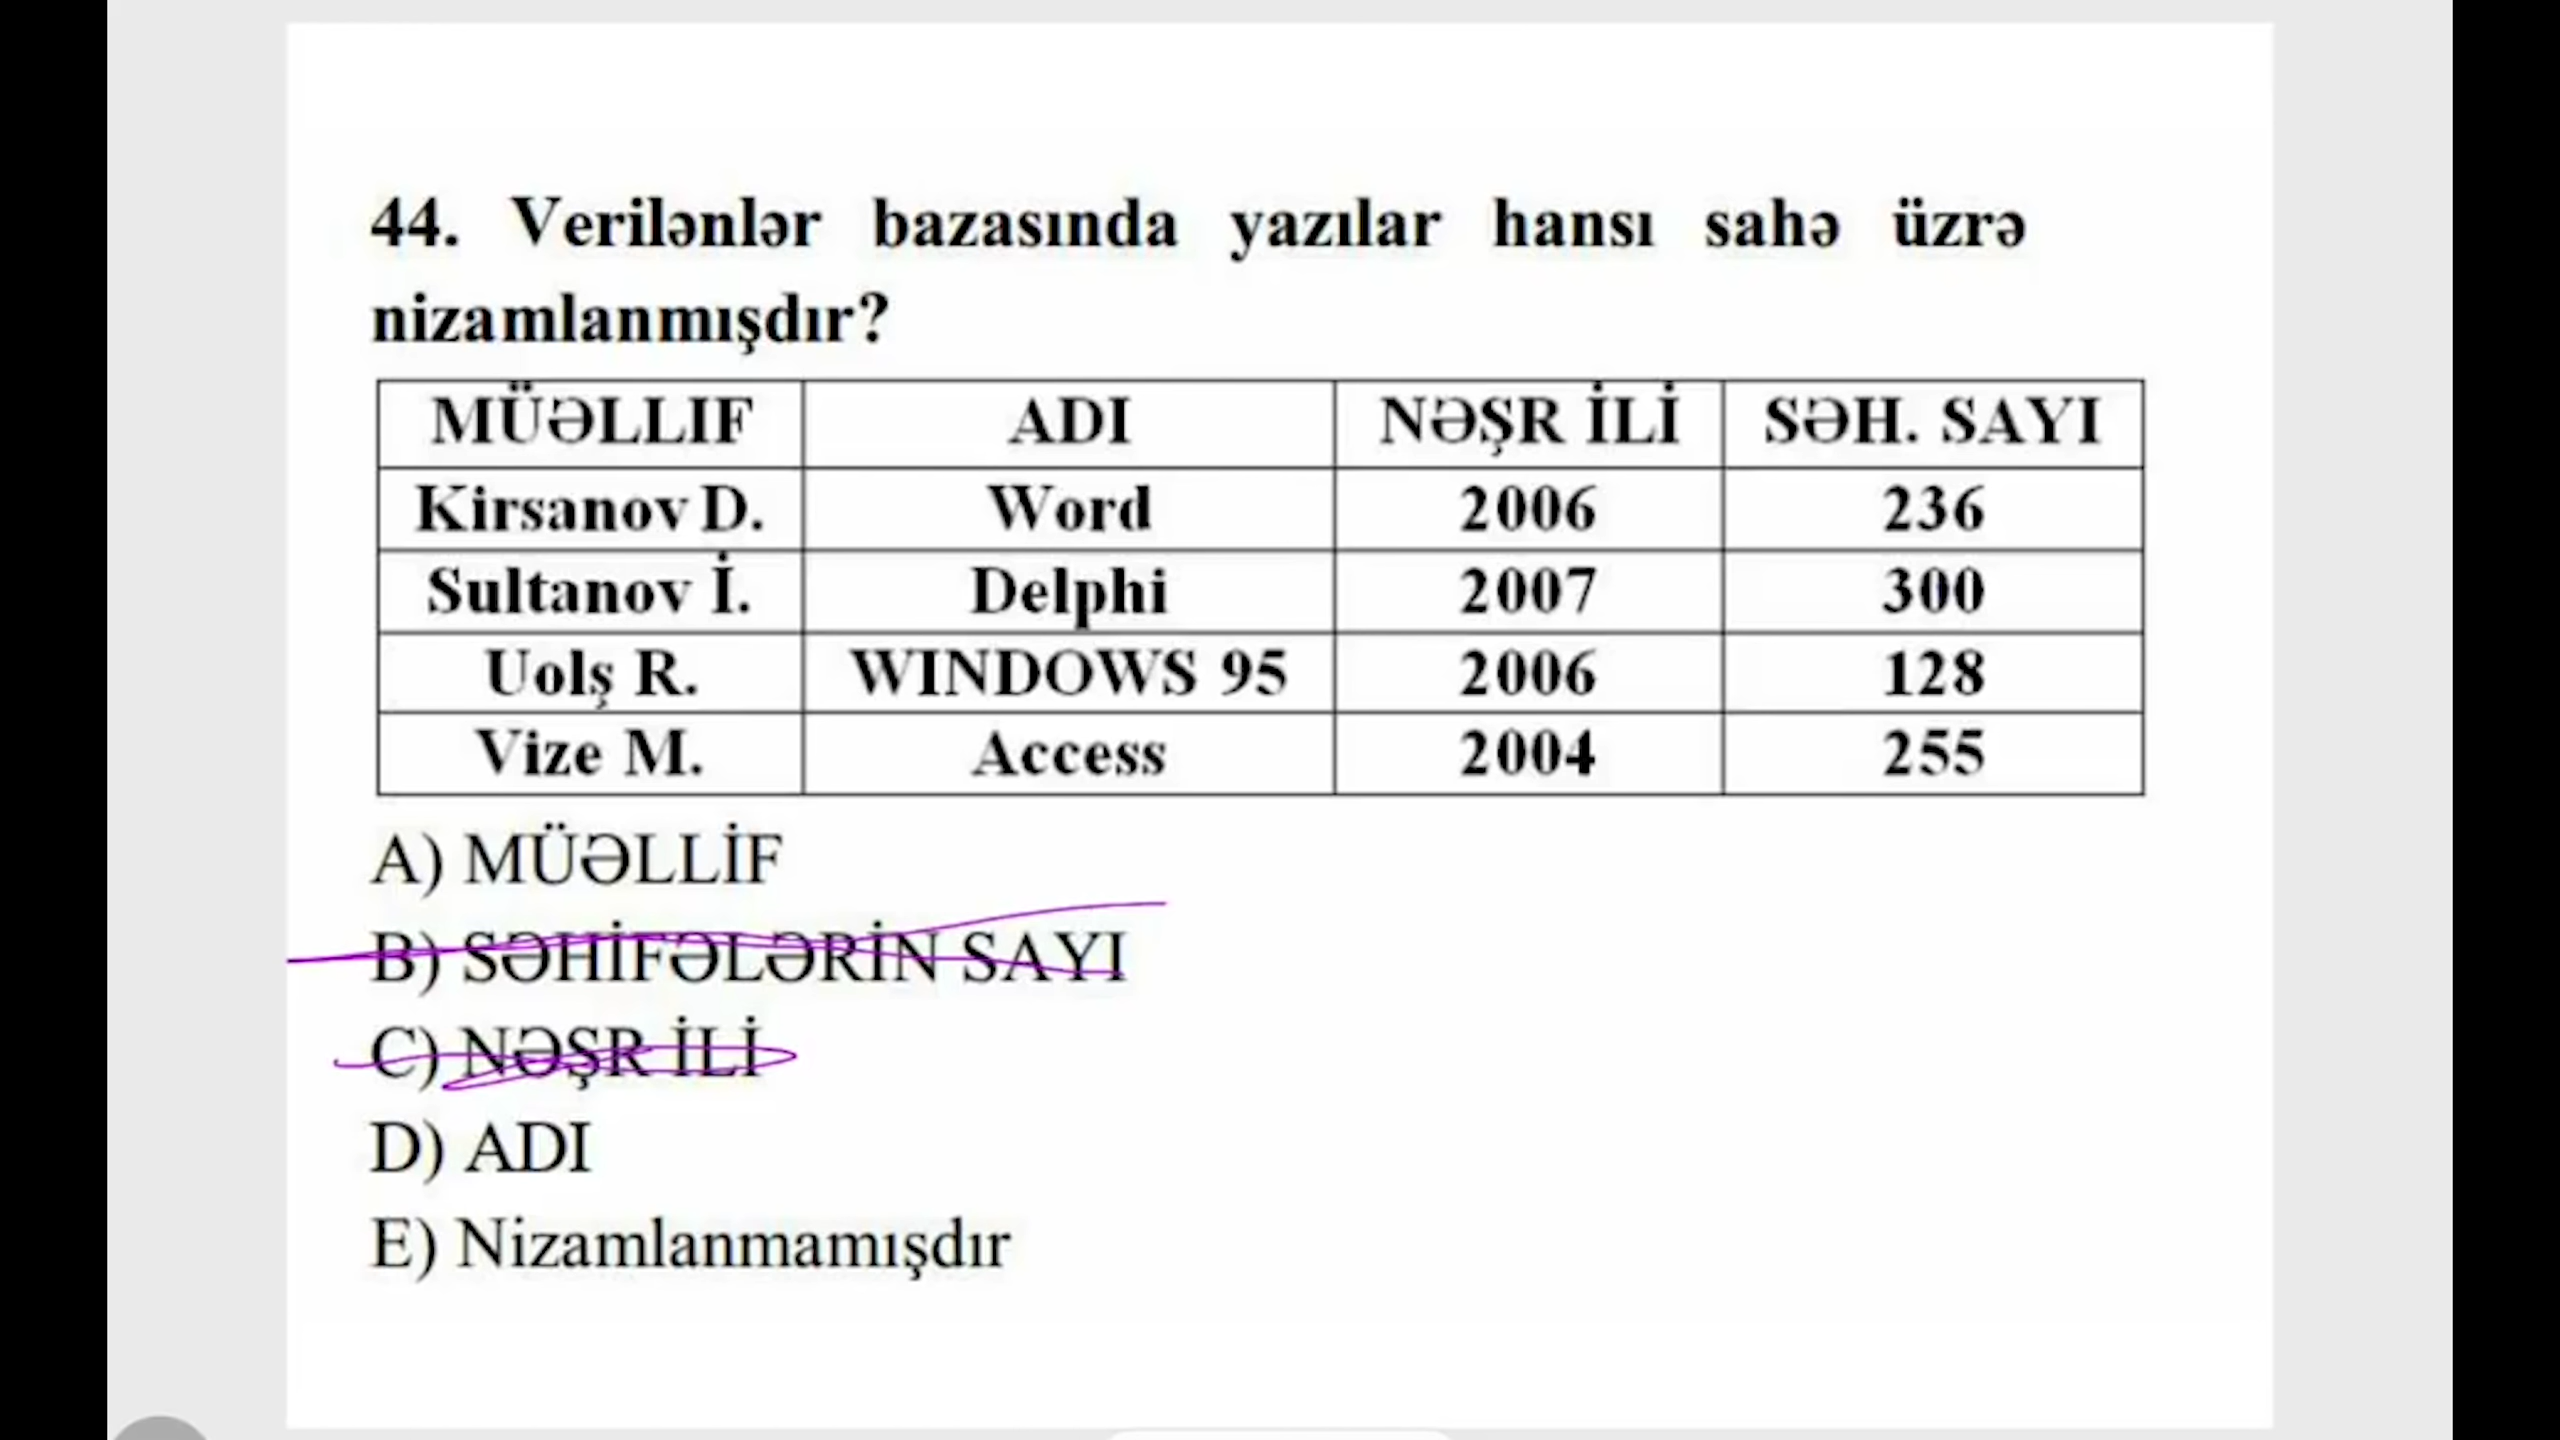 44. Verilənlər bazasında yazılar hansı sahə üzrə
nizamlanmışdır?
MÜƏLLIF ADI NƏŞR İLİ SƏH. SAYI
Kirsanov D. Word 2006 236
Sultanov İ. Delphi 2007 300
Uolş R. WINDOWS 95 2006 128
Vize M. Access 2004 255
A) MÜƏLLİF
B) SƏHİFƏLƏRİN SAYI
C) NƏŞR İLİ
D) ADI
E) Nizamlanmamışdır